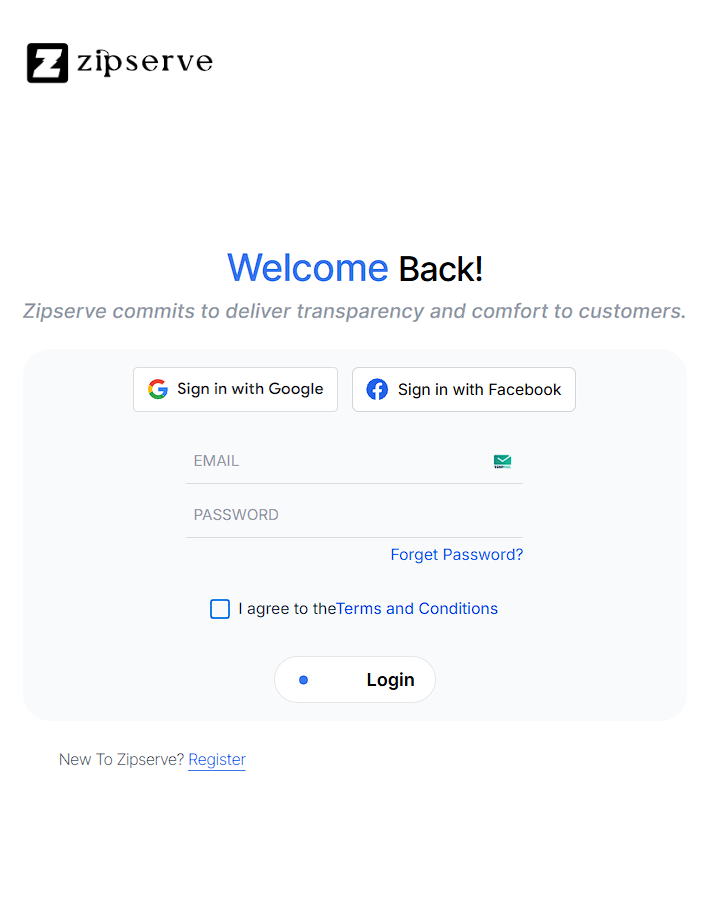 zipserve
Welcome Back!
Zipserve commits to deliver transparency and comfort to customers.
Sign in with Google
Sign in with Facebook
EMAIL
PASSWORD
Forget Password?
I agree to theTerms and Conditions
Login
New To Zipserve? Register